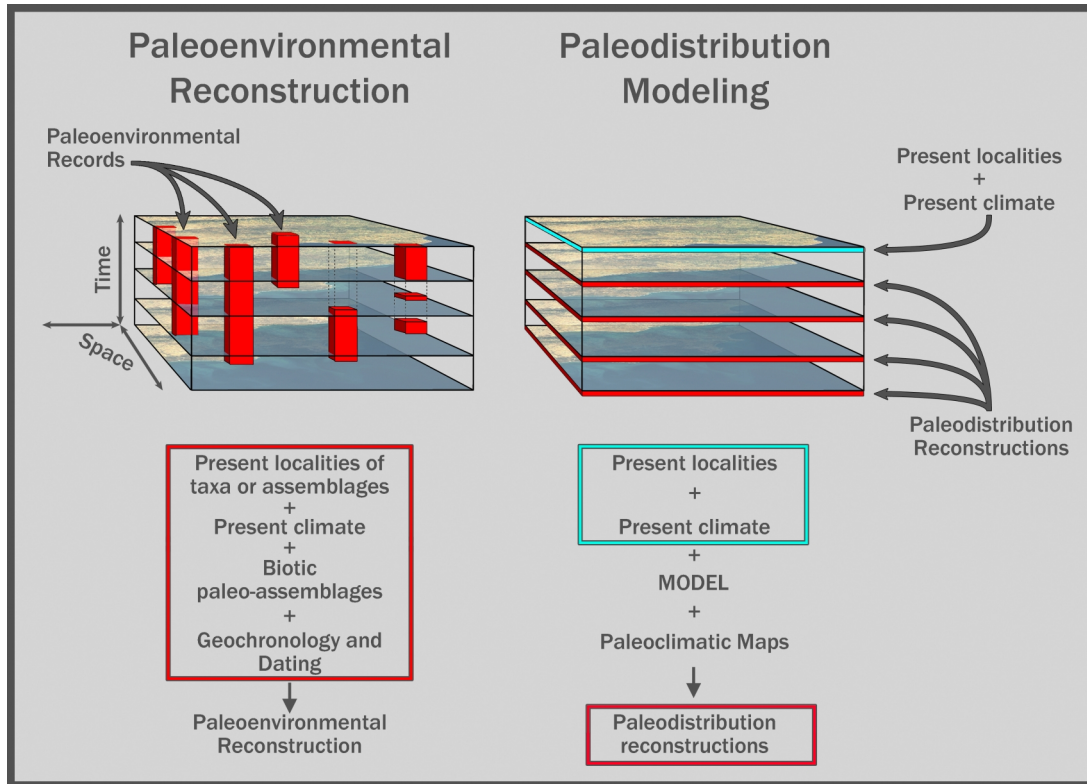 Paleoenvironmental
Reconstruction
Paleoenvironmental
Records
Time
Space
Present localities of
taxa or assemblages
+
Present climate
+
Biotic
paleo-assemblages
+
Geochronology and
Dating
Paleoenvironmental
Reconstruction
Paleodistribution
Modeling
Present localities
+
Present climate
Paleodistribution
Reconstructions
Present localities
+
Present climate
+
MODEL
+
Paleoclimatic Maps
Paleodistribution
reconstructions